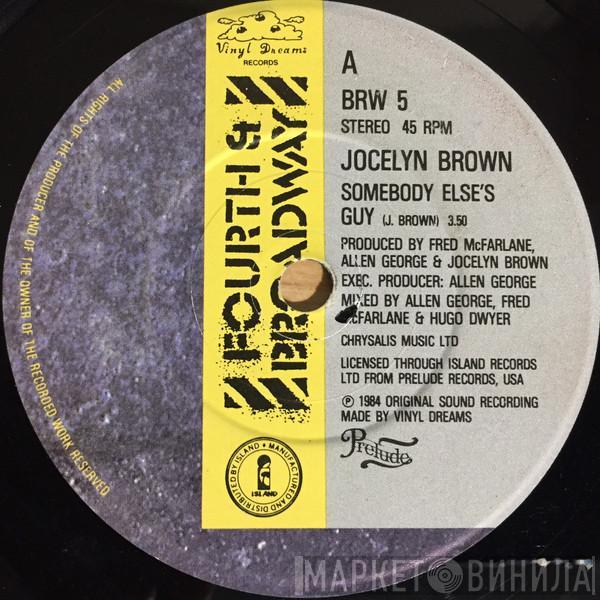 Vinyl Dreams
RECORDS
FOURTH &
BROADWAY
A
BRW 5
STEREO 45 RPM
JOCELYN BROWN
SOMEBODY ELSE'S
GUY (J. BROWN) 3.50
PRODUCED BY FRED McFARLANE,
ALLEN GEORGE & JOCELYN BROWN
EXEC. PRODUCER: ALLEN GEORGE
MIXED BY ALLEN GEORGE, FRED
McFARLANE & HUGO DWYER
CHRYSALIS MUSIC LTD
LICENSED THROUGH ISLAND RECORDS
LTD FROM PRELUDE RECORDS, USA
℗ 1984 ORIGINAL SOUND RECORDING
MADE BY VINYL DREAMS
Prelude
ALL RIGHTS OF THE PRODUCER AND OF THE OWNER OF THE RECORDED WORK RESERVED
MANUFACTURED AND DISTRIBUTED BY ISLAND
ISLAND
МАРКЕТ ВИНИЛА